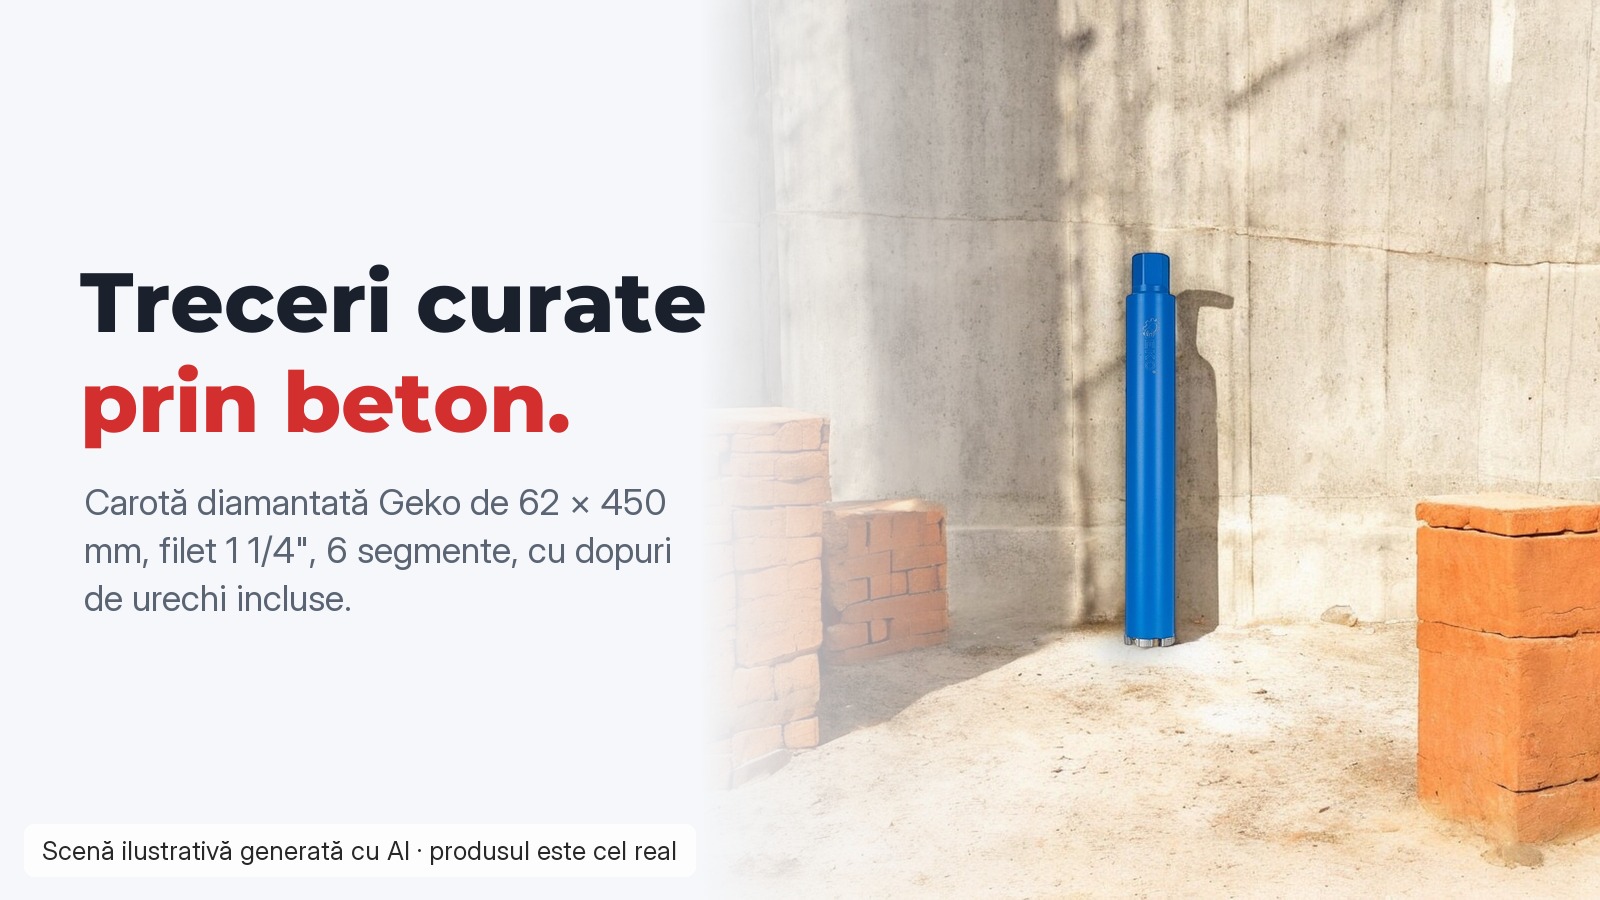 Treceri curate
prin beton.
Carotă diamantată Geko de 62 × 450
mm, filet 1 1/4", 6 segmente, cu dopuri
de urechi incluse.
Scenă ilustrativă generată cu AI · produsul este cel real